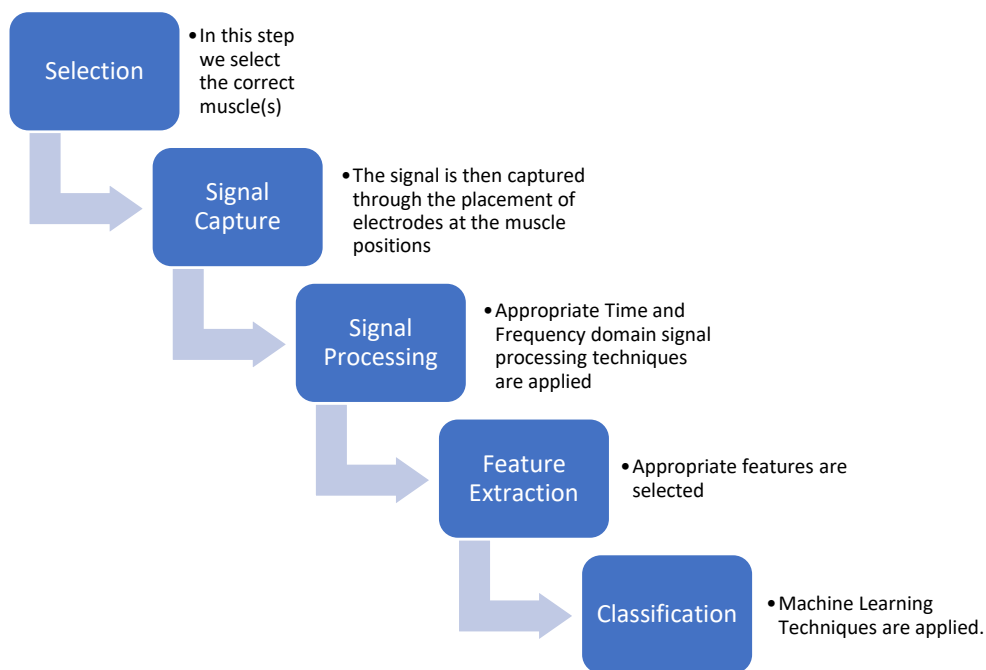 Selection
•In this step
we select
the correct
muscle(s)
Signal
Capture
•The signal is then captured
through the placement of
electrodes at the muscle
positions
Signal
Processing
•Appropriate Time and
Frequency domain signal
processing techniques
are applied
Feature
Extraction
•Appropriate features are
selected
Classification
•Machine Learning
Techniques are applied.